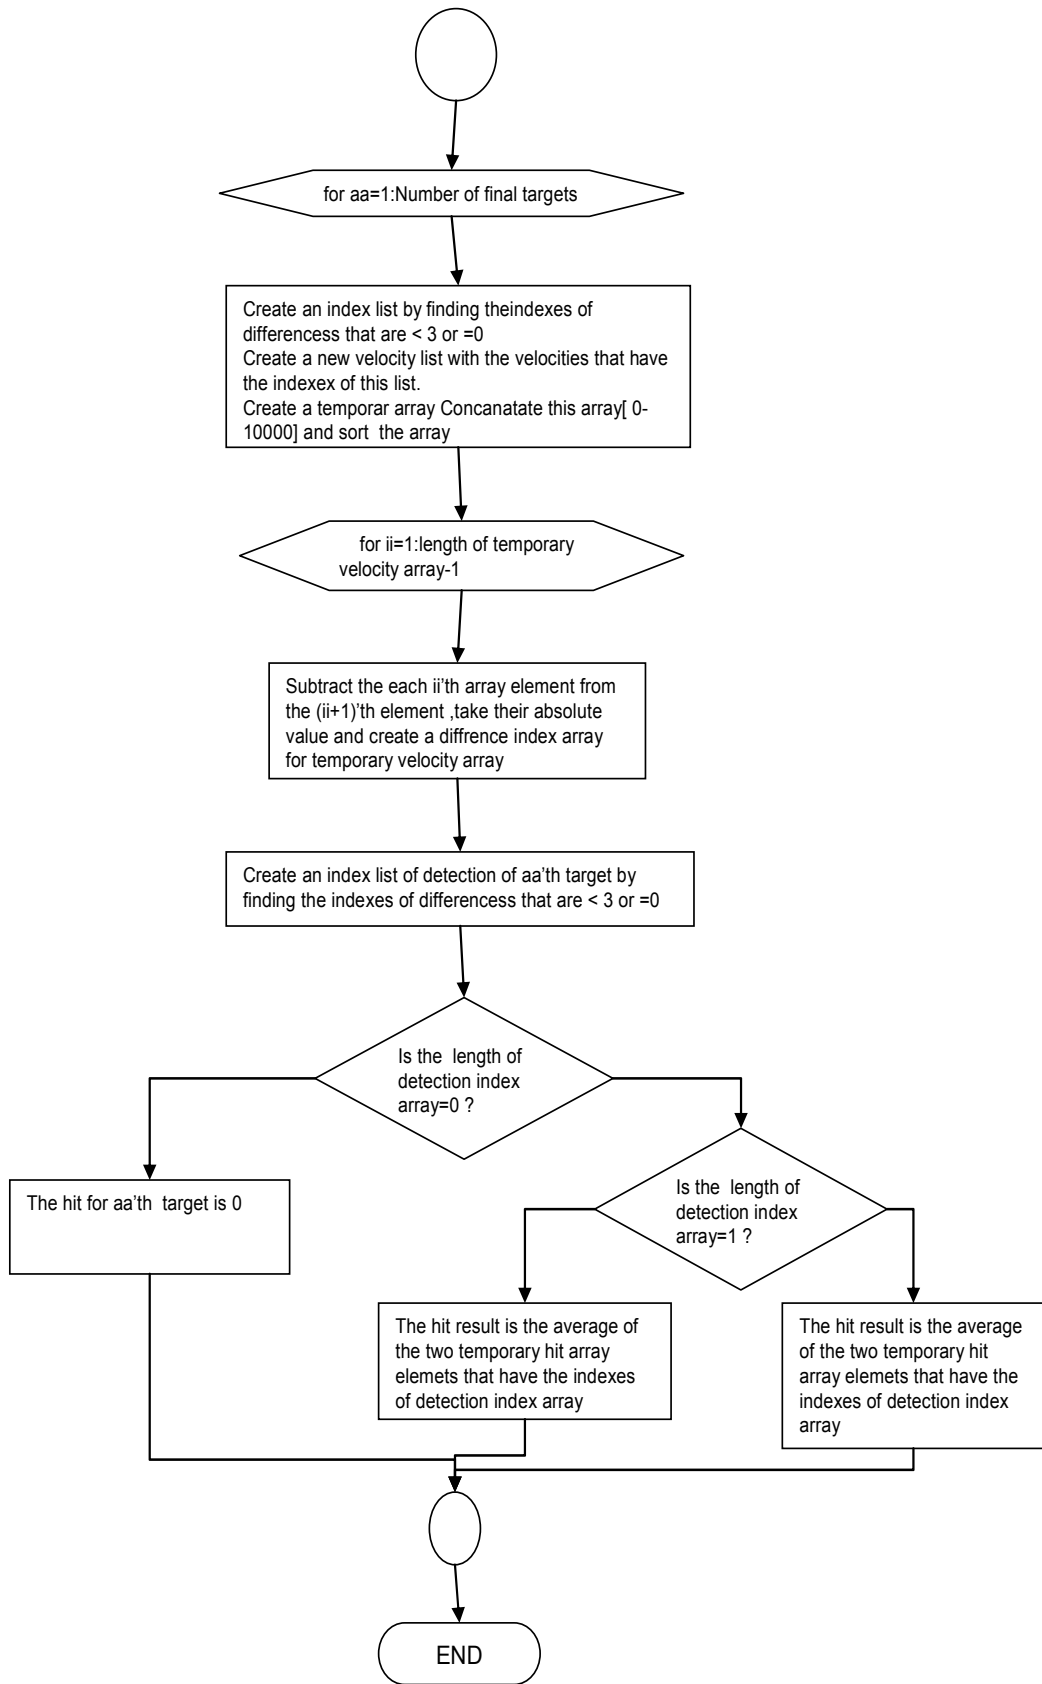 for aa=1:Number of final targets
Create an index list by finding theindexes of
differencess that are < 3 or =0
Create a new velocity list with the velocities that have
the indexex of this list.
Create a temporar array Concanatate this array[ 0-
10000] and sort the array
for ii=1:length of temporary
velocity array-1
Subtract the each ii'th array element from
the (ii+1)'th element ,take their absolute
value and create a diffrence index array
for temporary velocity array
Create an index list of detection of aa'th target by
finding the indexes of differencess that are < 3 or =0
Is the length of
detection index
array=0 ?
The hit for aa'th target is 0
Is the length of
detection index
array=1 ?
The hit result is the average of
the two temporary hit array
elemets that have the indexes
of detection index array
The hit result is the average
of the two temporary hit
array elemets that have the
indexes of detection index
array
END